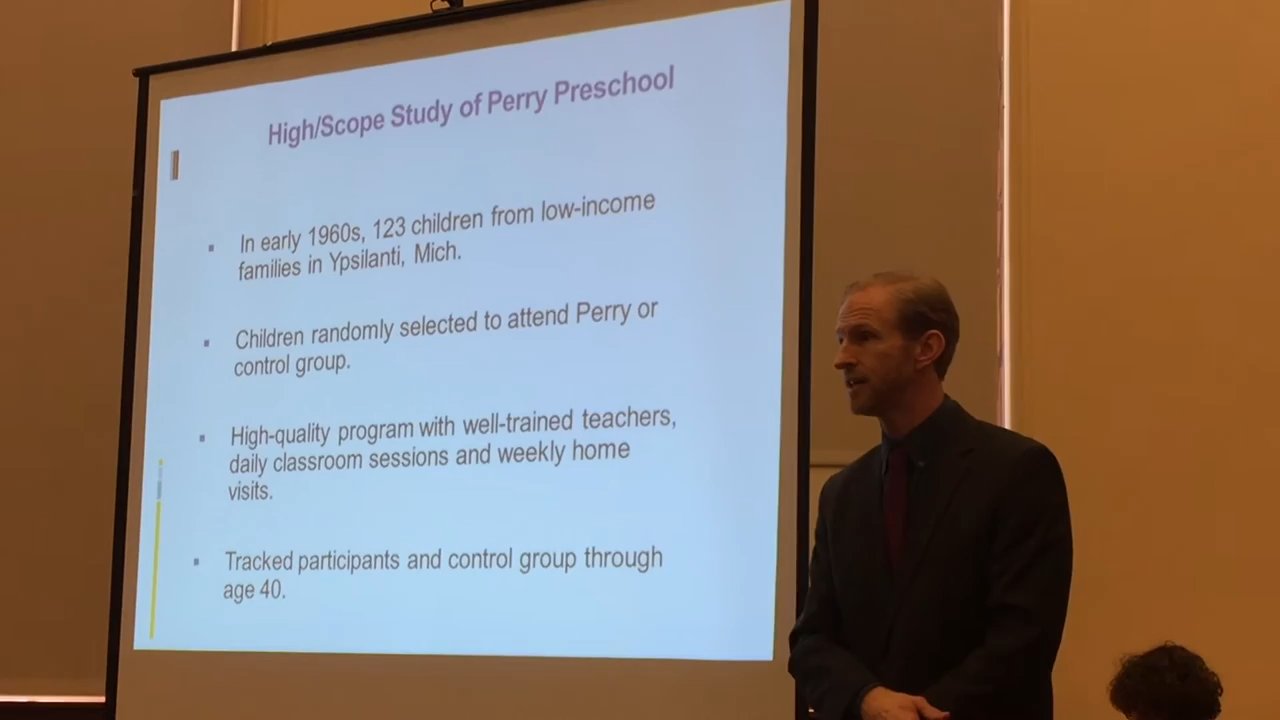 High/Scope Study of Perry Preschool
In early 1960s, 123 children from low-income
families in Ypsilanti, Mich.
Children randomly selected to attend Perry or
control group.
High-quality program with well-trained teachers,
daily classroom sessions and weekly home
visits.
Tracked participants and control group through
age 40.